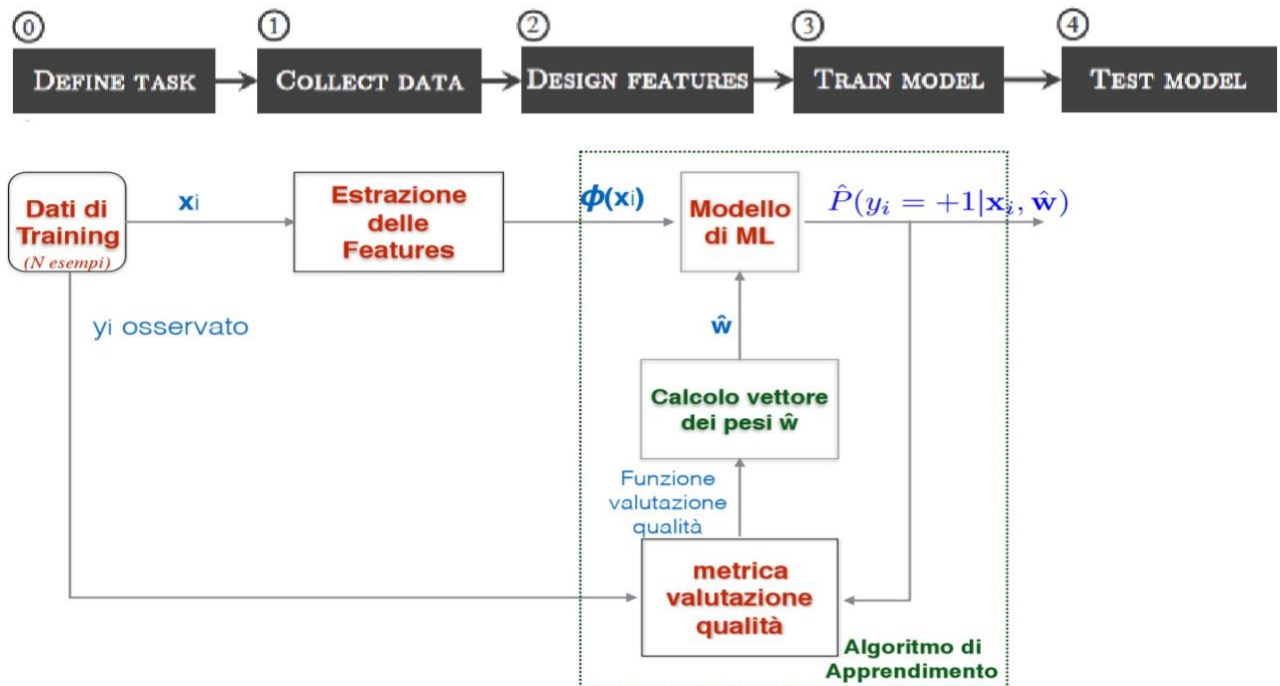 0 1 2 3 4
DEFINE TASK COLLECT DATA DESIGN FEATURES TRAIN MODEL TEST MODEL
Dati di
Training
(N esempi)
xi
Estrazione
delle
Features
ϕ(xi)
Modello
di ML
P̂(yᵢ = +1|xᵢ, ŵ)
yi osservato
ŵ
Calcolo vettore
dei pesi ŵ
Funzione
valutazione
qualità
metrica
valutazione
qualità
Algoritmo di
Apprendimento